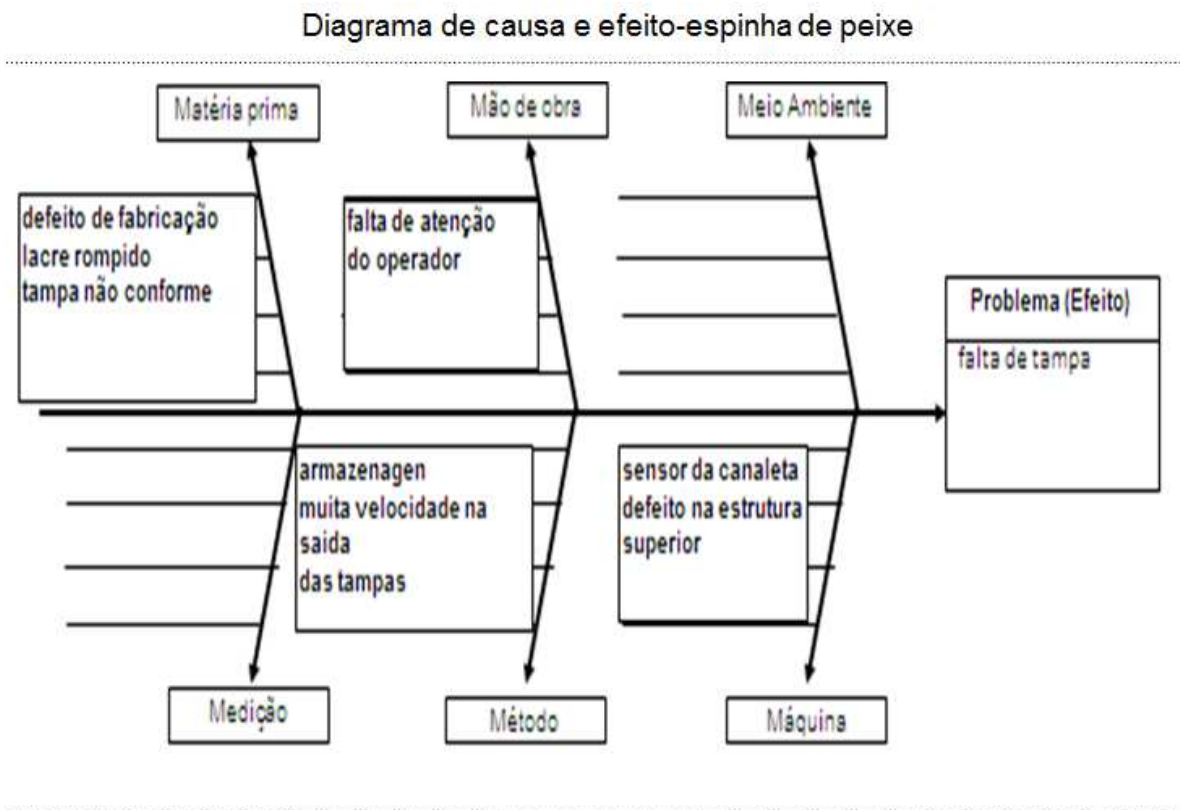 Diagrama de causa e efeito-espinha de peixe
Matéria prima
Mão de obra
Meio Ambiente
defeito de fabricação
lacre rompido
tampa não conforme
falta de atenção
do operador
Problema (Efeito)
falta de tampa
armazenagen
muita velocidade na
saida
das tampas
sensor da canaleta
defeito na estrutura
superior
Medição
Método
Máquina